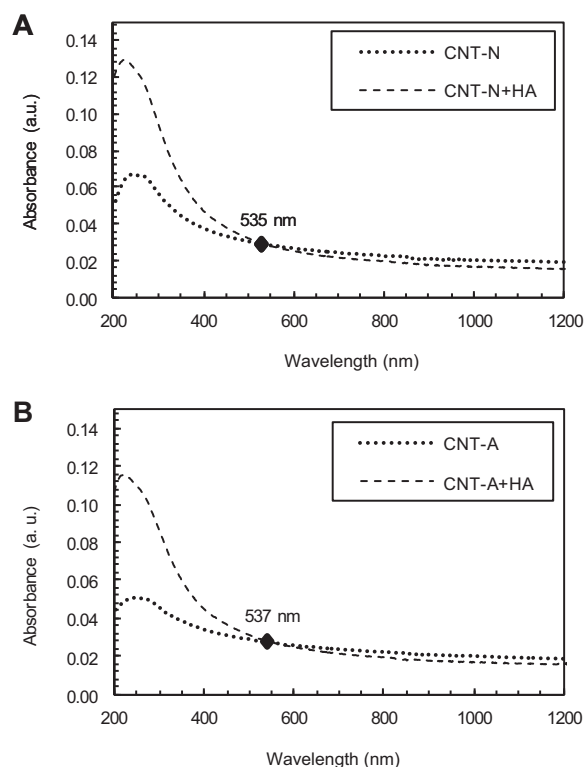 A
0.14
0.12
0.10
0.08
0.06
0.04
0.02
0.00
Absorbance (a.u.)
CNT-N
CNT-N+HA
535 nm
200 400 600 800 1000 1200
Wavelength (nm)
B
0.14
0.12
0.10
0.08
0.06
0.04
0.02
0.00
Absorbance (a. u.)
CNT-A
CNT-A+HA
537 nm
200 400 600 800 1000 1200
Wavelength (nm)